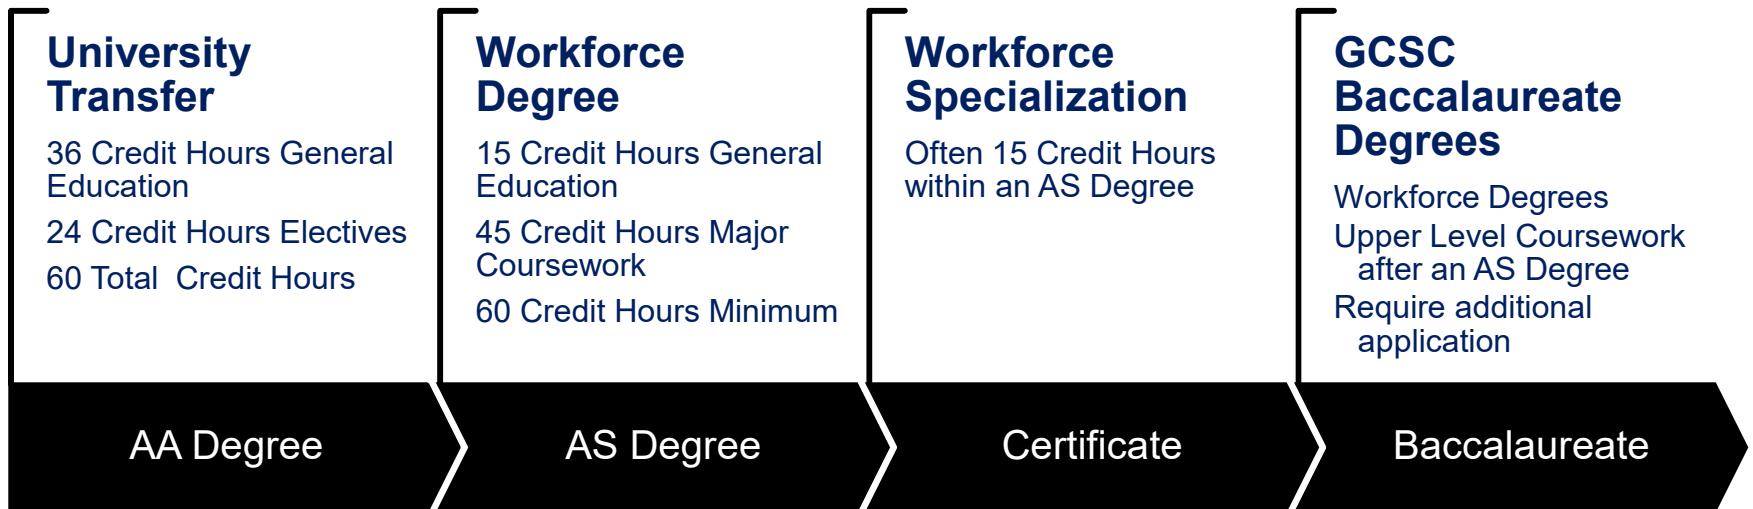 University
Transfer
36 Credit Hours General
Education
24 Credit Hours Electives
60 Total  Credit Hours
AA Degree
Workforce
Degree
15 Credit Hours General
Education
45 Credit Hours Major
Coursework
60 Credit Hours Minimum
AS Degree
Workforce
Specialization
Often 15 Credit Hours
within an AS Degree
Certificate
GCSC
Baccalaureate
Degrees
Workforce Degrees
Upper Level Coursework
after an AS Degree
Require additional
application
Baccalaureate